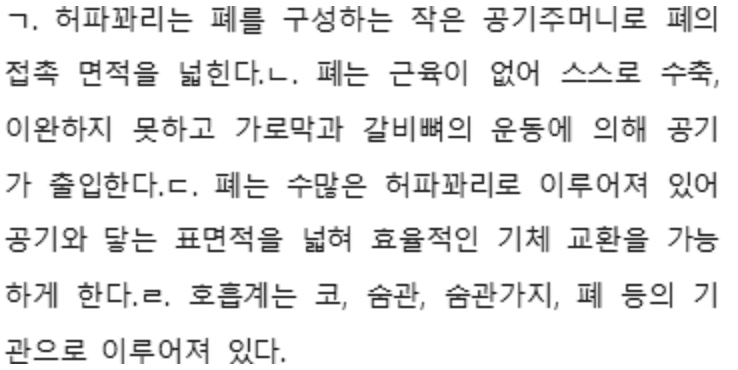 ㄱ. 허파꽈리는 폐를 구성하는 작은 공기주머니로 폐의
접촉 면적을 넓힌다.ㄴ. 폐는 근육이 없어 스스로 수축,
이완하지 못하고 가로막과 갈비뼈의 운동에 의해 공기
가 출입한다.ㄷ. 폐는 수많은 허파꽈리로 이루어져 있어
공기와 닿는 표면적을 넓혀 효율적인 기체 교환을 가능
하게 한다.ㄹ. 호흡계는 코, 숨관, 숨관가지, 폐 등의 기
관으로 이루어져 있다.